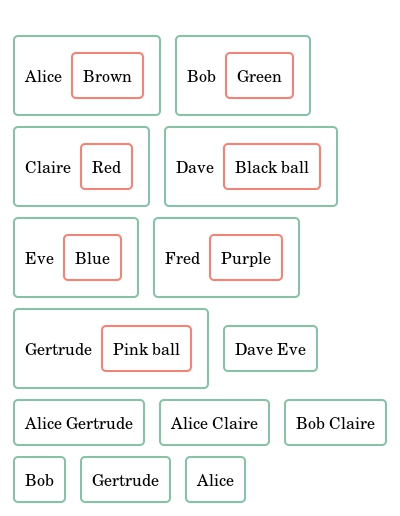 Alice Brown Bob Green
Claire Red Dave Black ball
Eve Blue Fred Purple
Gertrude Pink ball Dave Eve
Alice Gertrude Alice Claire Bob Claire
Bob Gertrude Alice